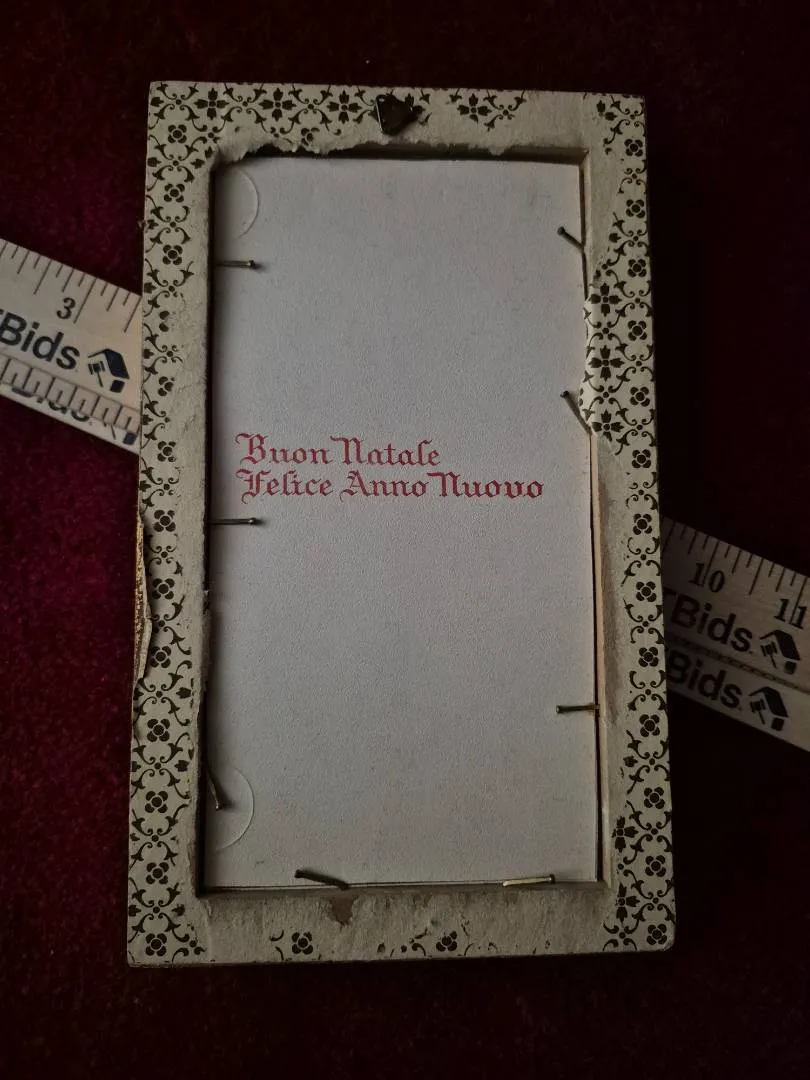 Buon Natale
Felice Anno Nuovo
3
Bids
10
11
Bids
Bids